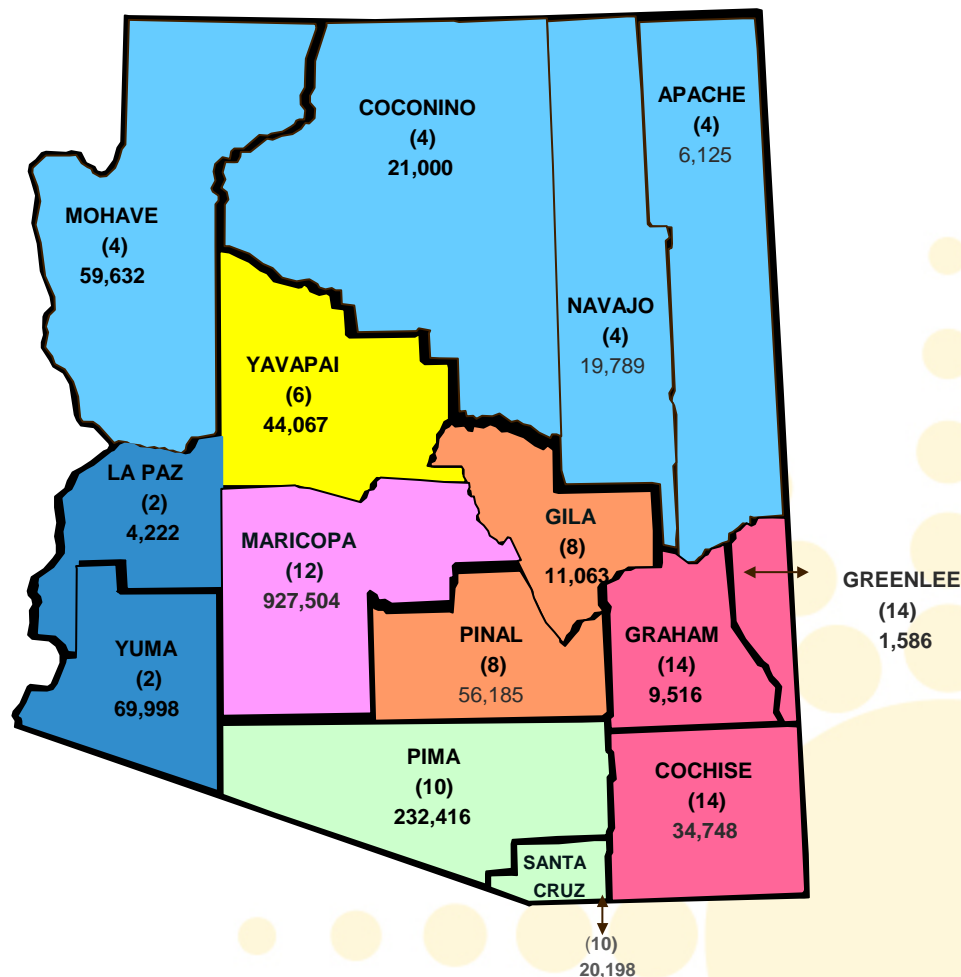 COCONINO
(4)
21,000
APACHE
(4)
6,125
MOHAVE
(4)
59,632
NAVAJO
(4)
19,789
YAVAPAI
(6)
44,067
LA PAZ
(2)
4,222
MARICOPA
(12)
927,504
GILA
(8)
11,063
GREENLEE
(14)
1,586
YUMA
(2)
69,998
PINAL
(8)
56,185
GRAHAM
(14)
9,516
PIMA
(10)
232,416
COCHISE
(14)
34,748
SANTA
CRUZ
(10)
20,198